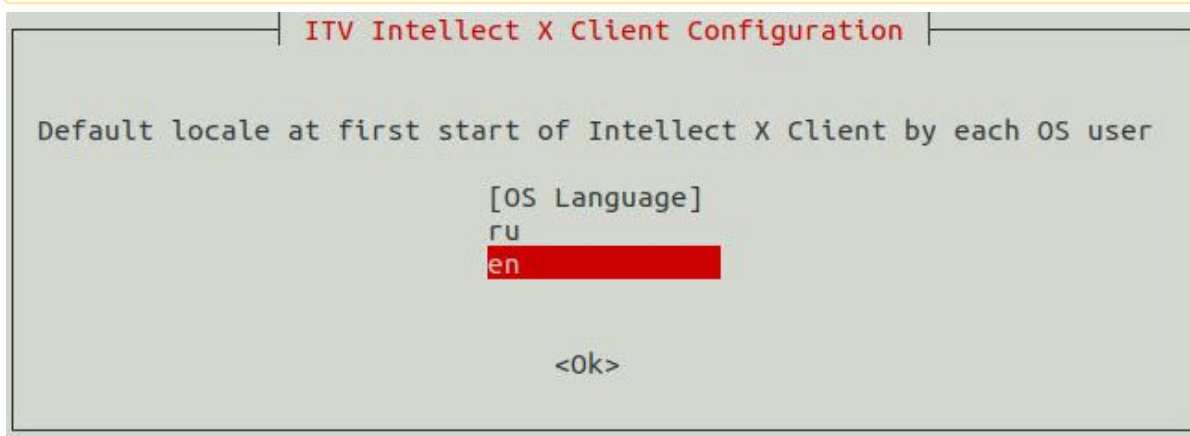 ITV Intellect X Client Configuration
Default locale at first start of Intellect X Client by each OS user
[OS Language]
ru
en
<Ok>